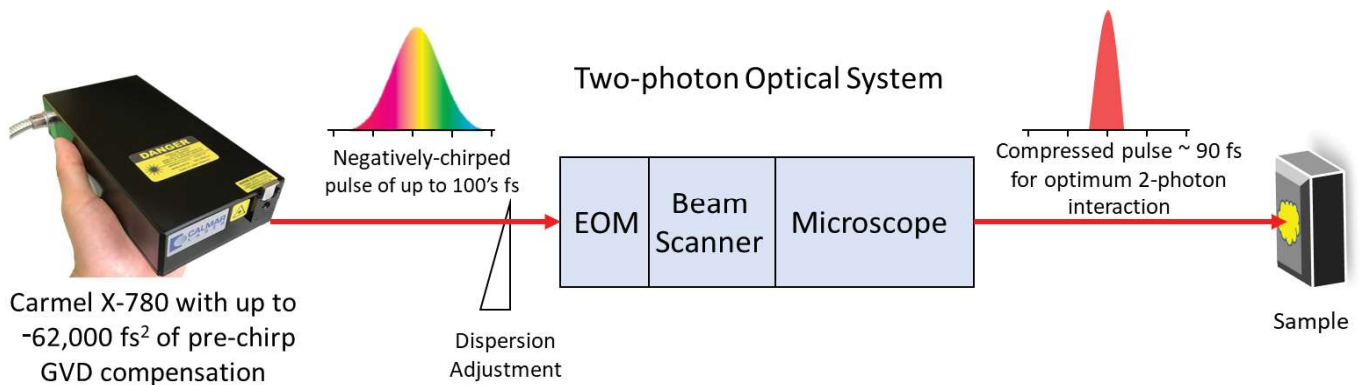 Two-photon Optical System
Negatively-chirped
pulse of up to 100's fs
Compressed pulse ~ 90 fs
for optimum 2-photon
interaction
DANGER
CALMAR
LASER
EOM
Beam
Scanner
Microscope
Carmel X-780 with up to
-62,000 fs² of pre-chirp
GVD compensation
Dispersion
Adjustment
Sample